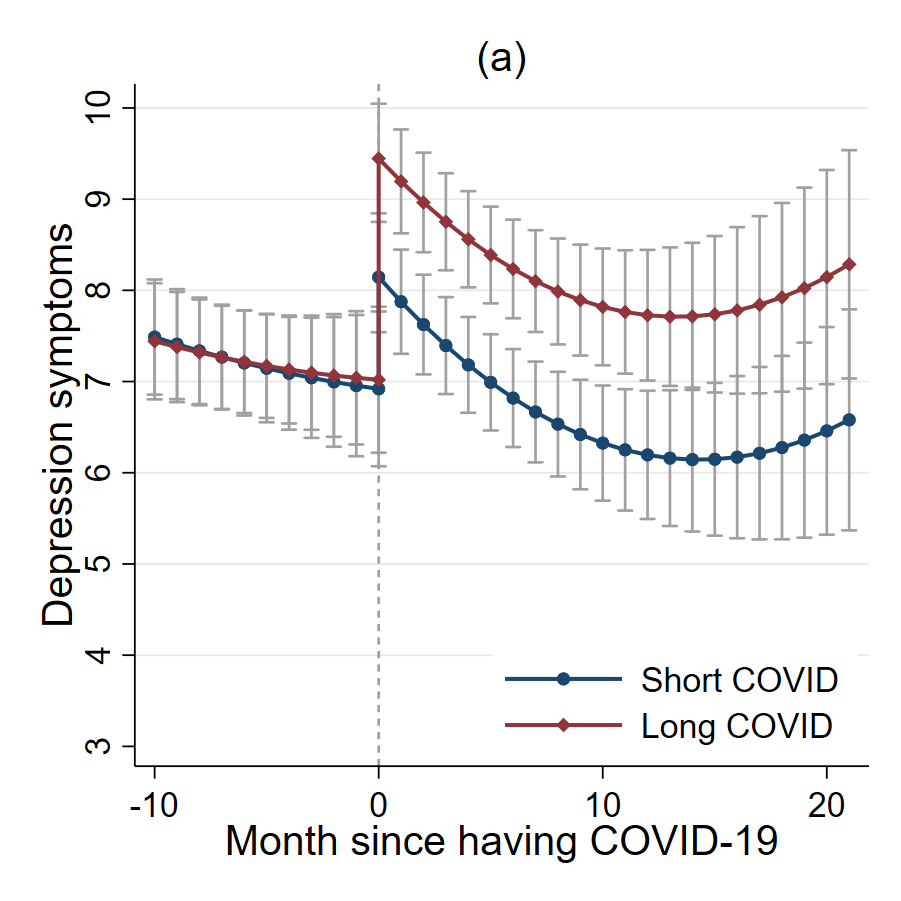 (a)
Depression symptoms
10
9
8
7
6
5
4
3
Short COVID
Long COVID
-10 0 10 20
Month since having COVID-19